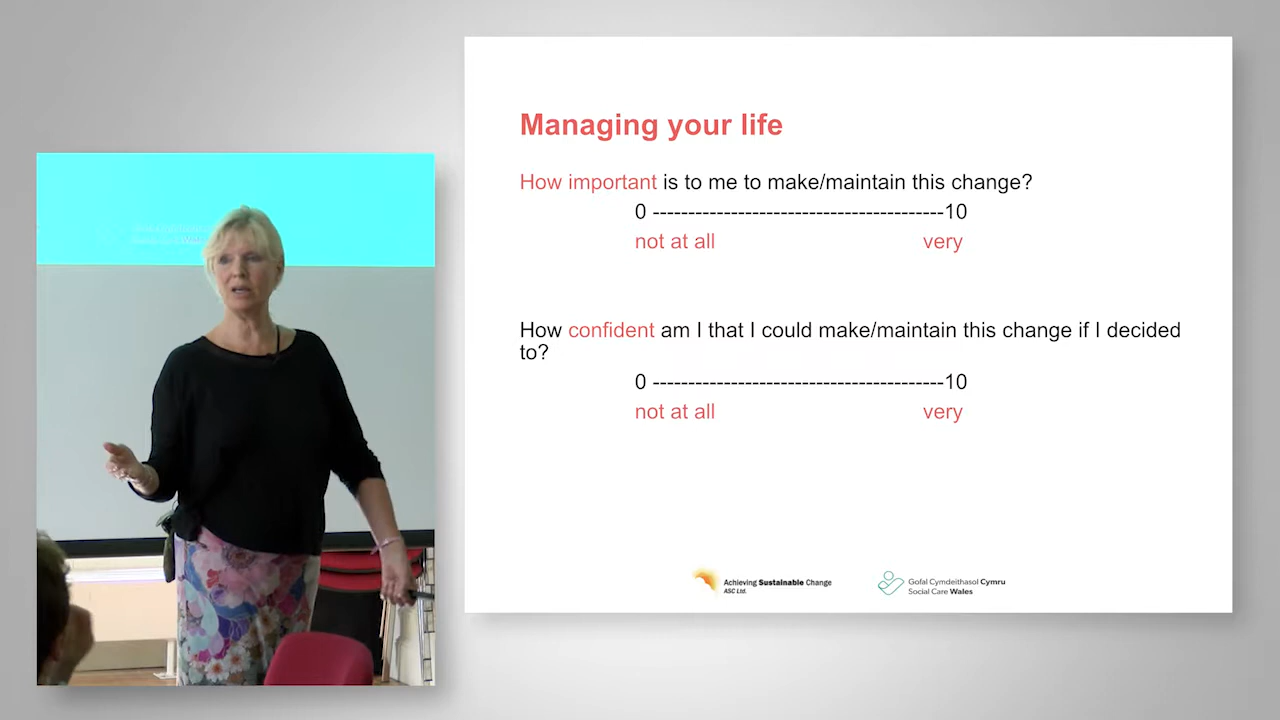 Managing your life
How important is to me to make/maintain this change?
0 -----------------------------------------10
not at all very
How confident am I that I could make/maintain this change if I decided
to?
0 -----------------------------------------10
not at all very
Achieving Sustainable Change
ASC Ltd.
Gofal Cymdeithasol Cymru
Social Care Wales